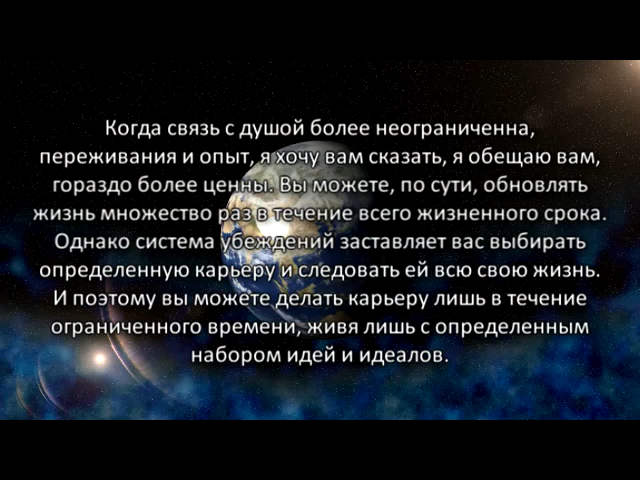 Когда связь с душой более неограниченна,
переживания и опыт, я хочу вам сказать, я обещаю вам,
гораздо более ценны. Вы можете, по сути, обновлять
жизнь множество раз в течение всего жизненного срока.
Однако система убеждений заставляет вас выбирать
определенную карьеру и следовать ей всю свою жизнь.
И поэтому вы можете делать карьеру лишь в течение
ограниченного времени, живя лишь с определенным
набором идей и идеалов.